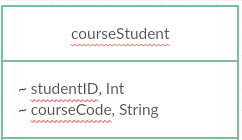 courseStudent
~ studentID, Int
~ courseCode, String